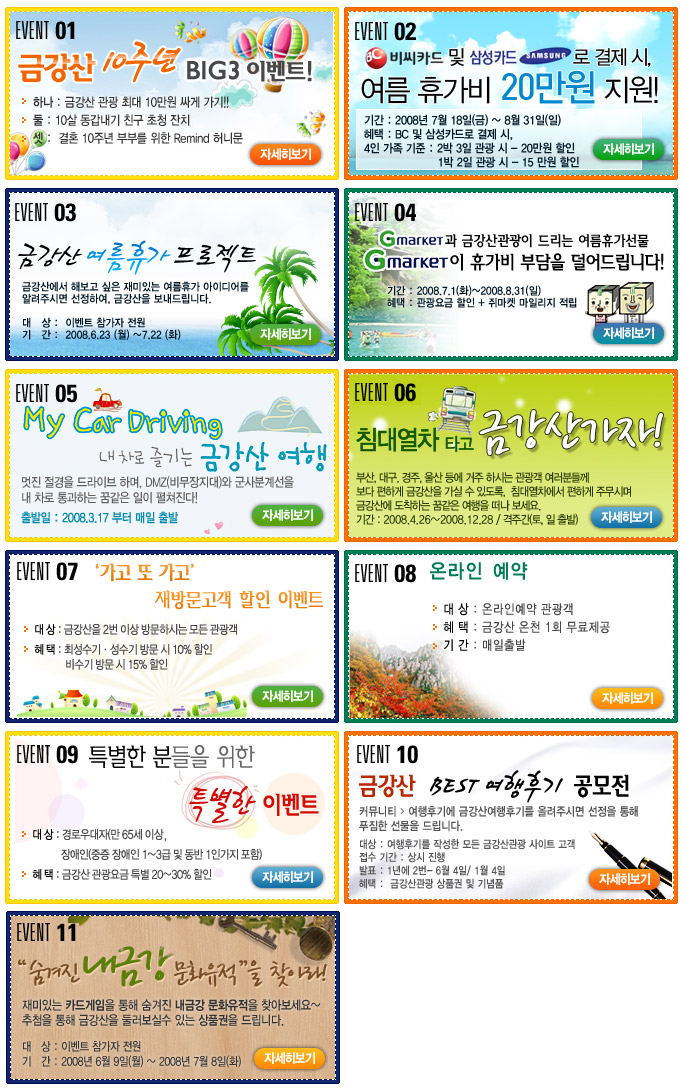 EVENT 01
금강산 10주년 BIG3 이벤트!
하나 : 금강산 관광 최대 10만원 싸게 가기!!
둘 : 10살 동갑내기 친구 초청 잔치
셋 : 결혼 10주년 부부를 위한 Remind 허니문
자세히보기
EVENT 02
비씨카드 및 삼성카드 SAMSUNG 로 결제 시,
여름 휴가비 20만원 지원!
기간 : 2008년 7월 18일(금) ~ 8월 31일(일)
혜택 : BC 및 삼성카드로 결제 시,
4인 가족 기준 : 2박 3일 관광 시 - 20만원 할인
1박 2일 관광 시 - 15 만원 할인
자세히보기
EVENT 03
금강산 여름휴가 프로젝트
금강산에서 해보고 싶은 재미있는 여름휴가 아이디어를
알려주시면 선정하여, 금강산을 보내드립니다.
대 상 : 이벤트 참가자 전원
기 간 : 2008.6.23 (월) ~7.22 (화)
자세히보기
EVENT 04
Gmarket과 금강산관광이 드리는 여름휴가선물
Gmarket이 휴가비 부담을 덜어드립니다!
기간 : 2008.7.1(화)~2008.8.31(일)
혜택 : 관광요금 할인 + 쥐마켓 마일리지 적립
자세히보기
EVENT 05
My Car Driving
내 차로 즐기는 금강산 여행
멋진 절경을 드라이브 하며, DMZ(비무장지대)와 군사분계선을
내 차로 통과하는 꿈같은 일이 펼쳐진다!
출발일 : 2008.3.17 부터 매일 출발
자세히보기
EVENT 06
침대열차 타고 금강산가자!
부산, 대구, 경주, 울산 등에 거주 하시는 관광객 여러분들께
보다 편하게 금강산을 가실 수 있도록, 침대열차에서 편하게 주무시며
금강산에 도착하는 꿈같은 여행을 떠나 보세요.
기간 : 2008.4.26~2008.12.28 / 격주간(토, 일 출발)
자세히보기
EVENT 07
‘가고 또 가고’
재방문고객 할인 이벤트
대 상 : 금강산을 2번 이상 방문하시는 모든 관광객
혜 택 : 최성수기 · 성수기 방문 시 10% 할인
비수기 방문 시 15% 할인
자세히보기
EVENT 08
온라인 예약
대 상 : 온라인예약 관광객
혜 택 : 금강산 온천 1회 무료제공
기 간 : 매일출발
자세히보기
EVENT 09
특별한 분들을 위한
특별한 이벤트
대 상 : 경로우대자(만 65세 이상,
장애인(중증 장애인 1~3급 및 동반 1인가지 포함)
혜 택 : 금강산 관광요금 특별 20~30% 할인
자세히보기
EVENT 10
금강산 BEST 여행후기 공모전
커뮤니티 > 여행후기에 금강산여행후기를 올려주시면 선정을 통해
푸짐한 선물을 드립니다.
대상 : 여행후기를 작성한 모든 금강산관광 사이트 고객
접수 기간 : 상시 진행
발표 : 1년에 2번- 6월 4일/ 1월 4일
혜택 : 금강산관광 상품권 및 기념품
자세히보기
EVENT 11
“숨겨진 내금강 문화유적”을 찾아라!
재미있는 카드게임을 통해 숨겨진 내금강 문화유적을 찾아보세요~
추첨을 통해 금강산을 둘러보실수 있는 상품권을 드립니다.
대 상 : 이벤트 참가자 전원
기 간 : 2008년 6월 9일(월) ~ 2008년 7월 8일(화)
자세히보기